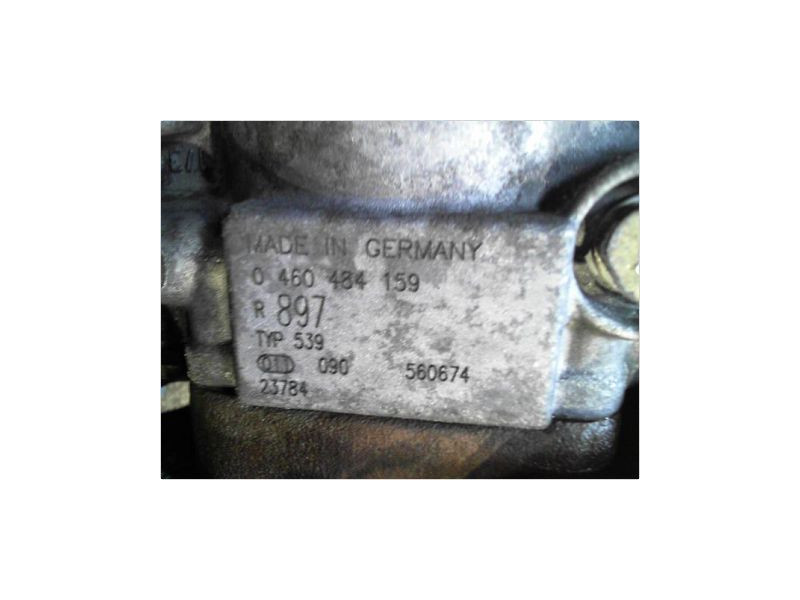 MADE IN GERMANY
0 460 484 159
R 897
TYP 539
090 560674
23784